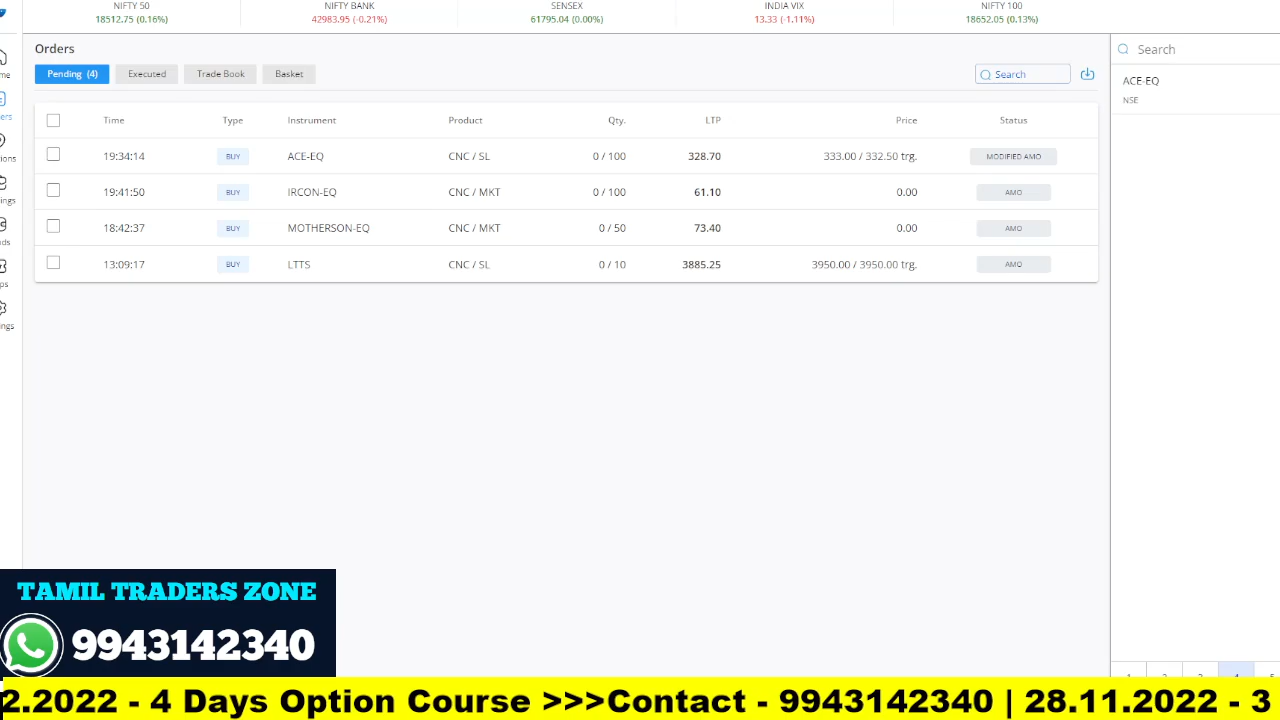 NIFTY 50 NIFTY BANK SENSEX INDIA VIX NIFTY 100
18512.75 (0.16%) 42983.95 (-0.21%) 61795.04 (0.00%) 13.33 (-1.11%) 18652.05 (0.13%)
Orders
Pending (4) Executed Trade Book Basket Search
Time Type Instrument Product Qty. LTP Price Status
19:34:14 BUY ACE-EQ CNC / SL 0 / 100 328.70 333.00 / 332.50 trg. MODIFIED AMO
19:41:50 BUY IRCON-EQ CNC / MKT 0 / 100 61.10 0.00 AMO
18:42:37 BUY MOTHERSON-EQ CNC / MKT 0 / 50 73.40 0.00 AMO
13:09:17 BUY LTTS CNC / SL 0 / 10 3885.25 3950.00 / 3950.00 trg. AMO
Search
ACE-EQ
NSE
TAMIL TRADERS ZONE
9943142340
2.2022 - 4 Days Option Course >>>Contact - 9943142340 | 28.11.2022 - 3